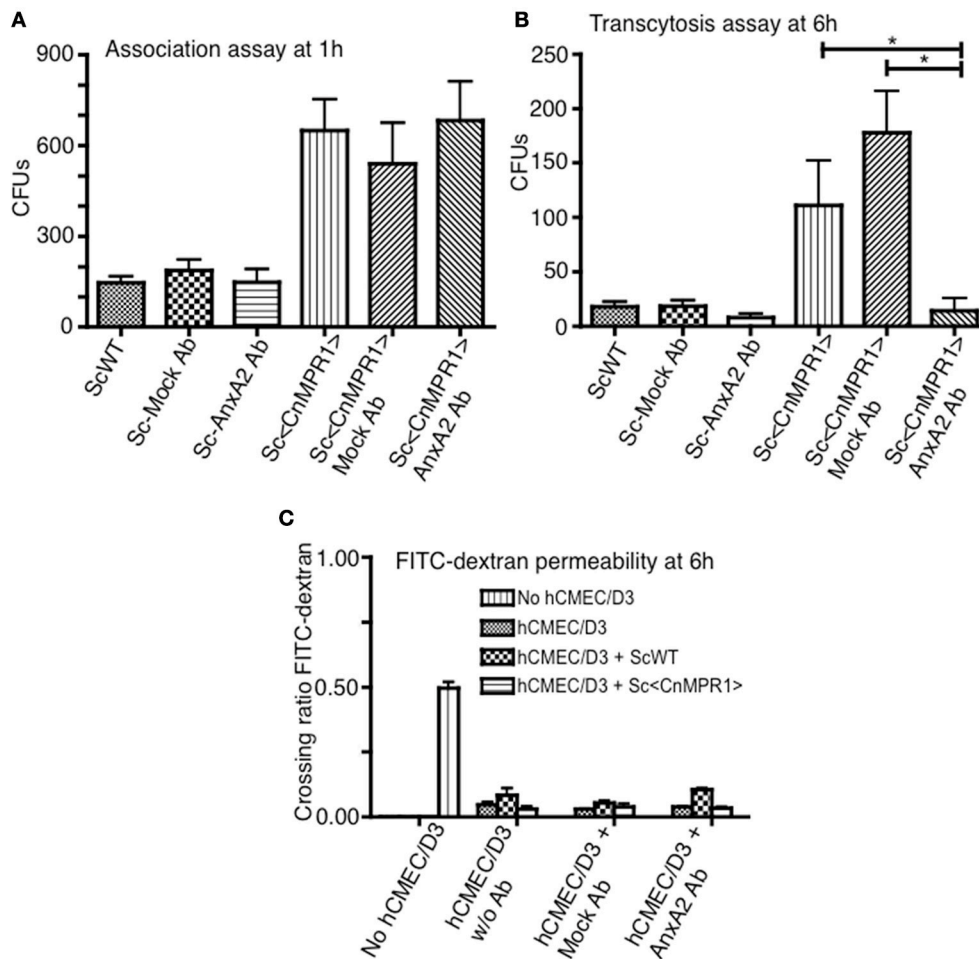 A
Association assay at 1h
900
600
300
0
CFUs
ScWT
Sc-Mock Ab
Sc-AnxA2 Ab
Sc<CnMPR1>
Sc<CnMPR1>
Mock Ab
Sc<CnMPR1>
AnxA2 Ab
B
Transcytosis assay at 6h
*
*
250
200
150
100
50
0
CFUs
ScWT
Sc-Mock Ab
Sc-AnxA2 Ab
Sc<CnMPR1>
Sc<CnMPR1>
Mock Ab
Sc<CnMPR1>
AnxA2 Ab
C
FITC-dextran permeability at 6h
1.00
0.50
0.00
Crossing ratio FITC-dextran
No hCMEC/D3
hCMEC/D3
hCMEC/D3 + ScWT
hCMEC/D3 + Sc<CnMPR1>
No hCMEC/D3
hCMEC/D3
w/o Ab
hCMEC/D3 +
Mock Ab
hCMEC/D3 +
AnxA2 Ab